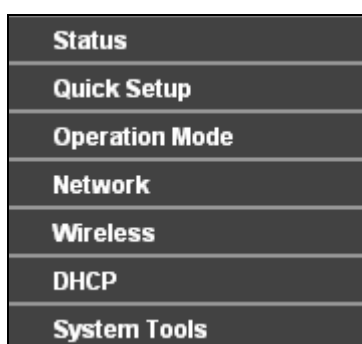 Status
Quick Setup
Operation Mode
Network
Wireless
DHCP
System Tools